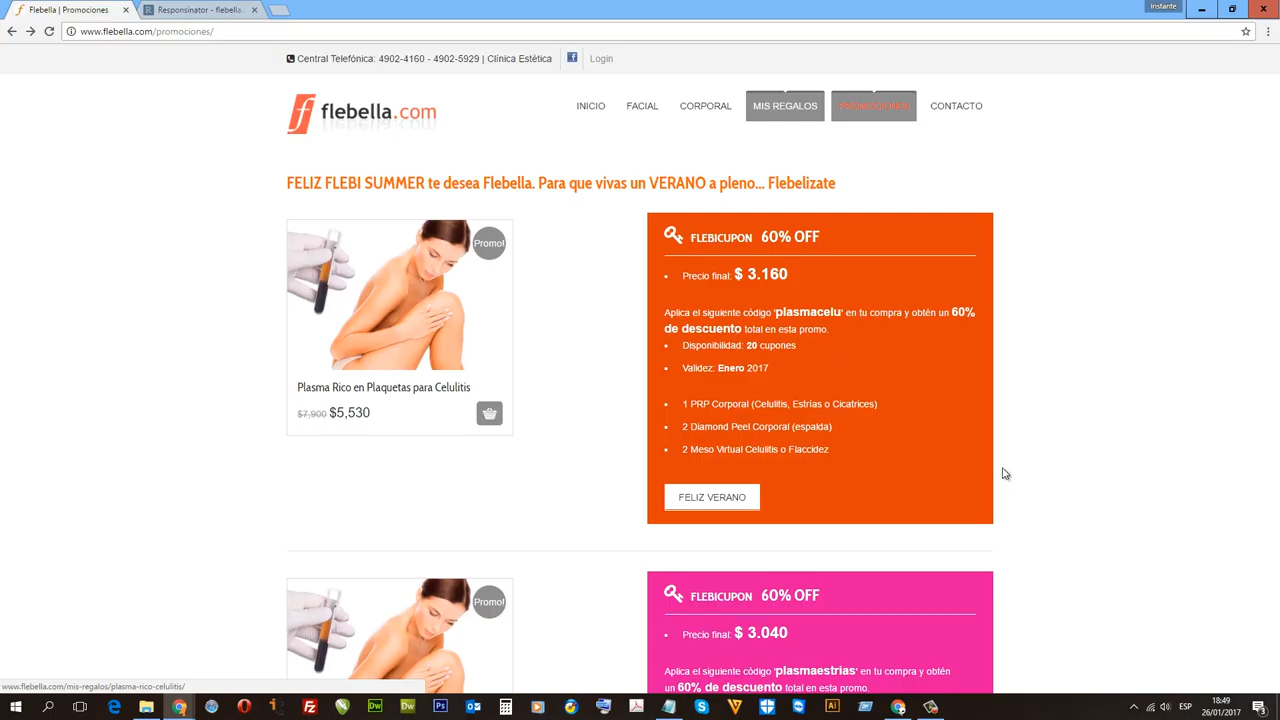 Flebella | Promociones
Responsinator - flebella.
Instante
www.flebella.com/promociones/
Central Telefónica: 4902-4160 - 4902-5929 | Clínica Estética
Login
flebella.com
INICIO
FACIAL
CORPORAL
MIS REGALOS
PROMOCIONES
CONTACTO
FELIZ FLEBI SUMMER te desea Flebella. Para que vivas un VERANO a pleno... Flebelizate
Promo!
Plasma Rico en Plaquetas para Celulitis
$7,900 $5,530
FLEBICUPON 60% OFF
Precio final: $ 3.160
Aplica el siguiente código 'plasmacelu' en tu compra y obtén un 60%
de descuento total en esta promo.
Disponibilidad: 20 cupones
Validez: Enero 2017
1 PRP Corporal (Celulitis, Estrías o Cicatrices)
2 Diamond Peel Corporal (espalda)
2 Meso Virtual Celulitis o Flaccidez
FELIZ VERANO
Promo!
FLEBICUPON 60% OFF
Precio final: $ 3.040
Aplica el siguiente código 'plasmaestrias' en tu compra y obtén
un 60% de descuento total en esta promo.
www.flebella.com/mis-regalos/plasma-rico-celulitis/
ESP
18:49
26/01/2017